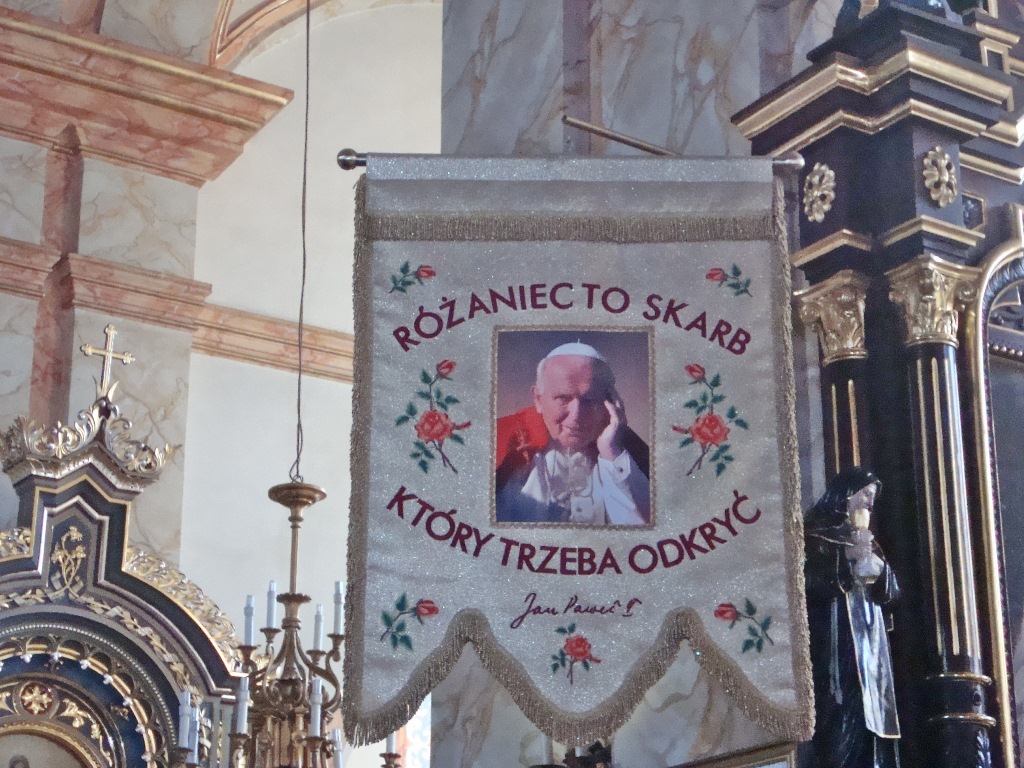 RÓŻANIEC TO SKARB
KTÓRY TRZEBA ODKRYĆ
Jan Paweł II